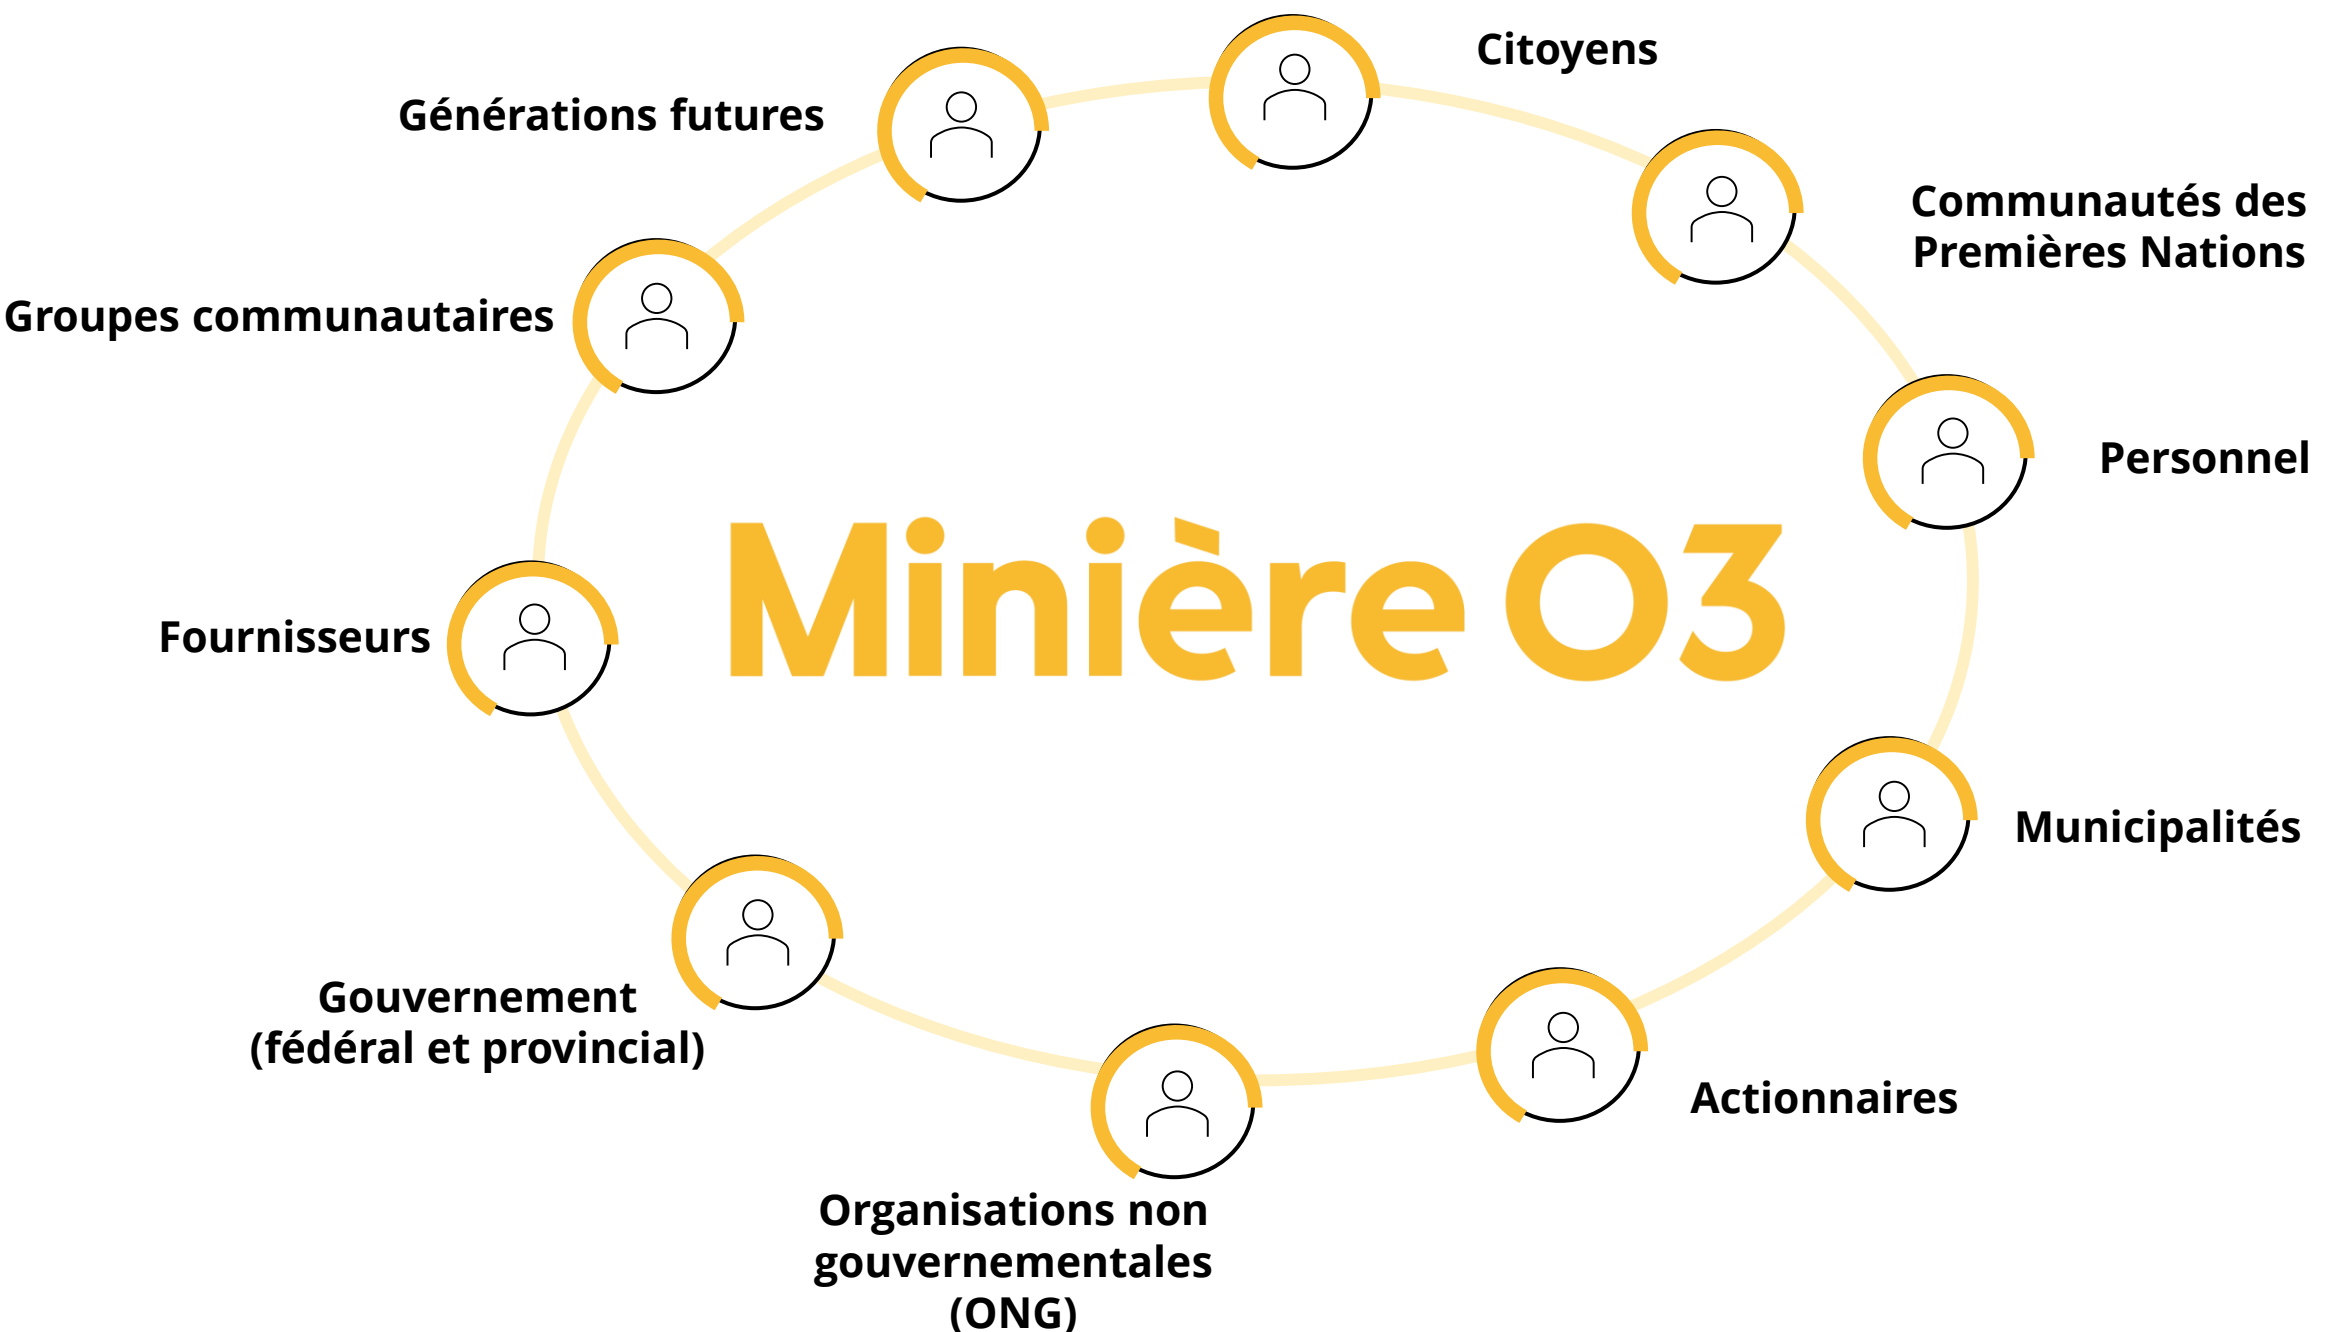 Citoyens
Générations futures
Communautés des
Premières Nations
Groupes communautaires
Personnel
Minière O3
Fournisseurs
Municipalités
Gouvernement
(fédéral et provincial)
Actionnaires
Organisations non
gouvernementales
(ONG)